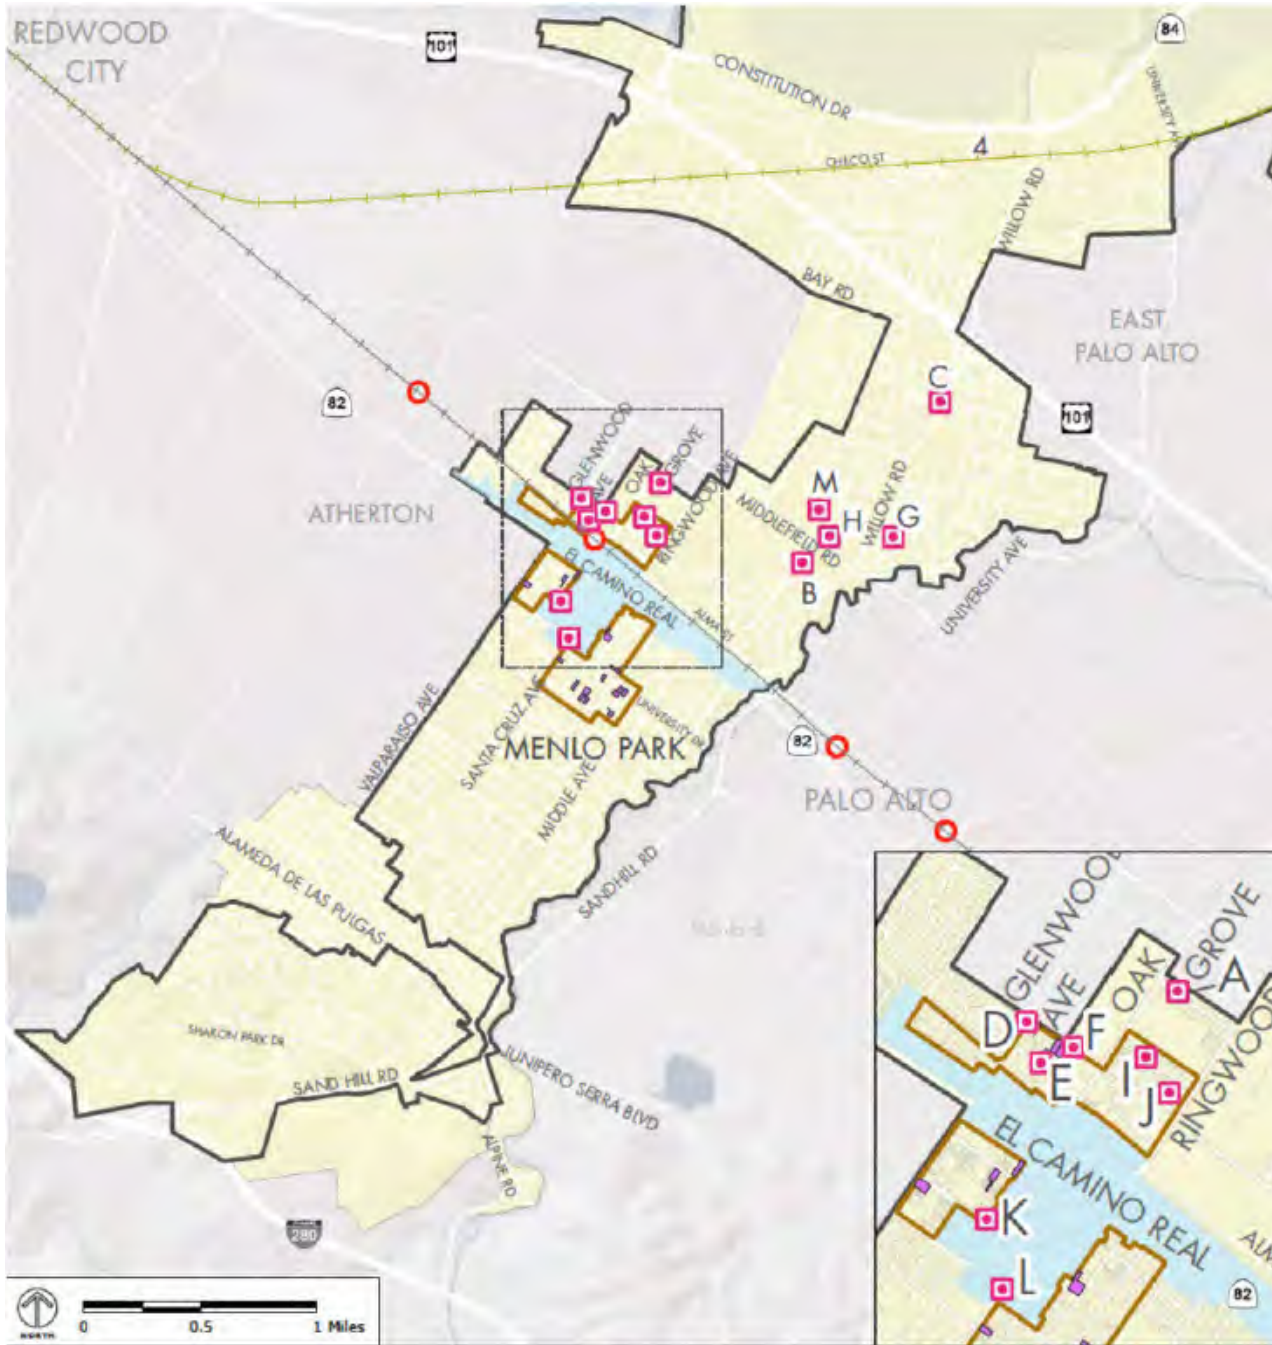 REDWOOD
CITY
101
84
CONSTITUTION DR
UNIVERSITY A
4
CHILCO ST
WILLOW RD
BAY RD
EAST
PALO ALTO
82
C
101
GLENWOOD
AVE
OAK
GROVE
RINGWOOD AVE
ATHERTON
M
MIDDLEFIELD RD
H
WILLOW RD
G
B
UNIVERSITY AVE
EL CAMINO REAL
ALMA ST
VALPARAISO AVE
SANTA CRUZ AVE
UNIVERSITY DR
MENLO PARK
82
MIDDLE AVE
PALO ALTO
ALAMEDA DE LAS PULGAS
SANDHILL RD
SHARON PARK DR
SAND HILL RD
JUNIPERO SERRA BLVD
ALPINE RD
280
NORTH
0 0.5 1 Miles
GLENWOOD
AVE
OAK
GROVE
A
D
F
E
I
J
RINGWOOD
EL CAMINO REAL
K
L
ALM
82